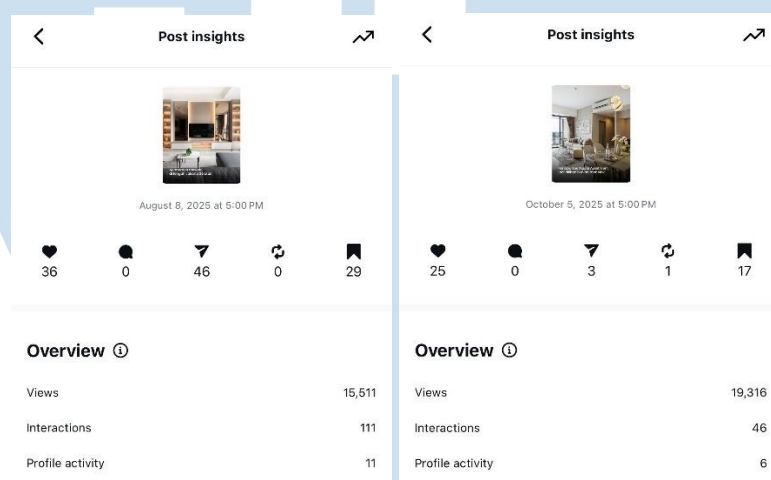 Post insights
August 8, 2025 at 5:00 PM
36 0 46 0 29
Overview
Views 15,511
Interactions 111
Profile activity 11
Post insights
October 5, 2025 at 5:00 PM
25 0 3 1 17
Overview
Views 19,316
Interactions 46
Profile activity 6